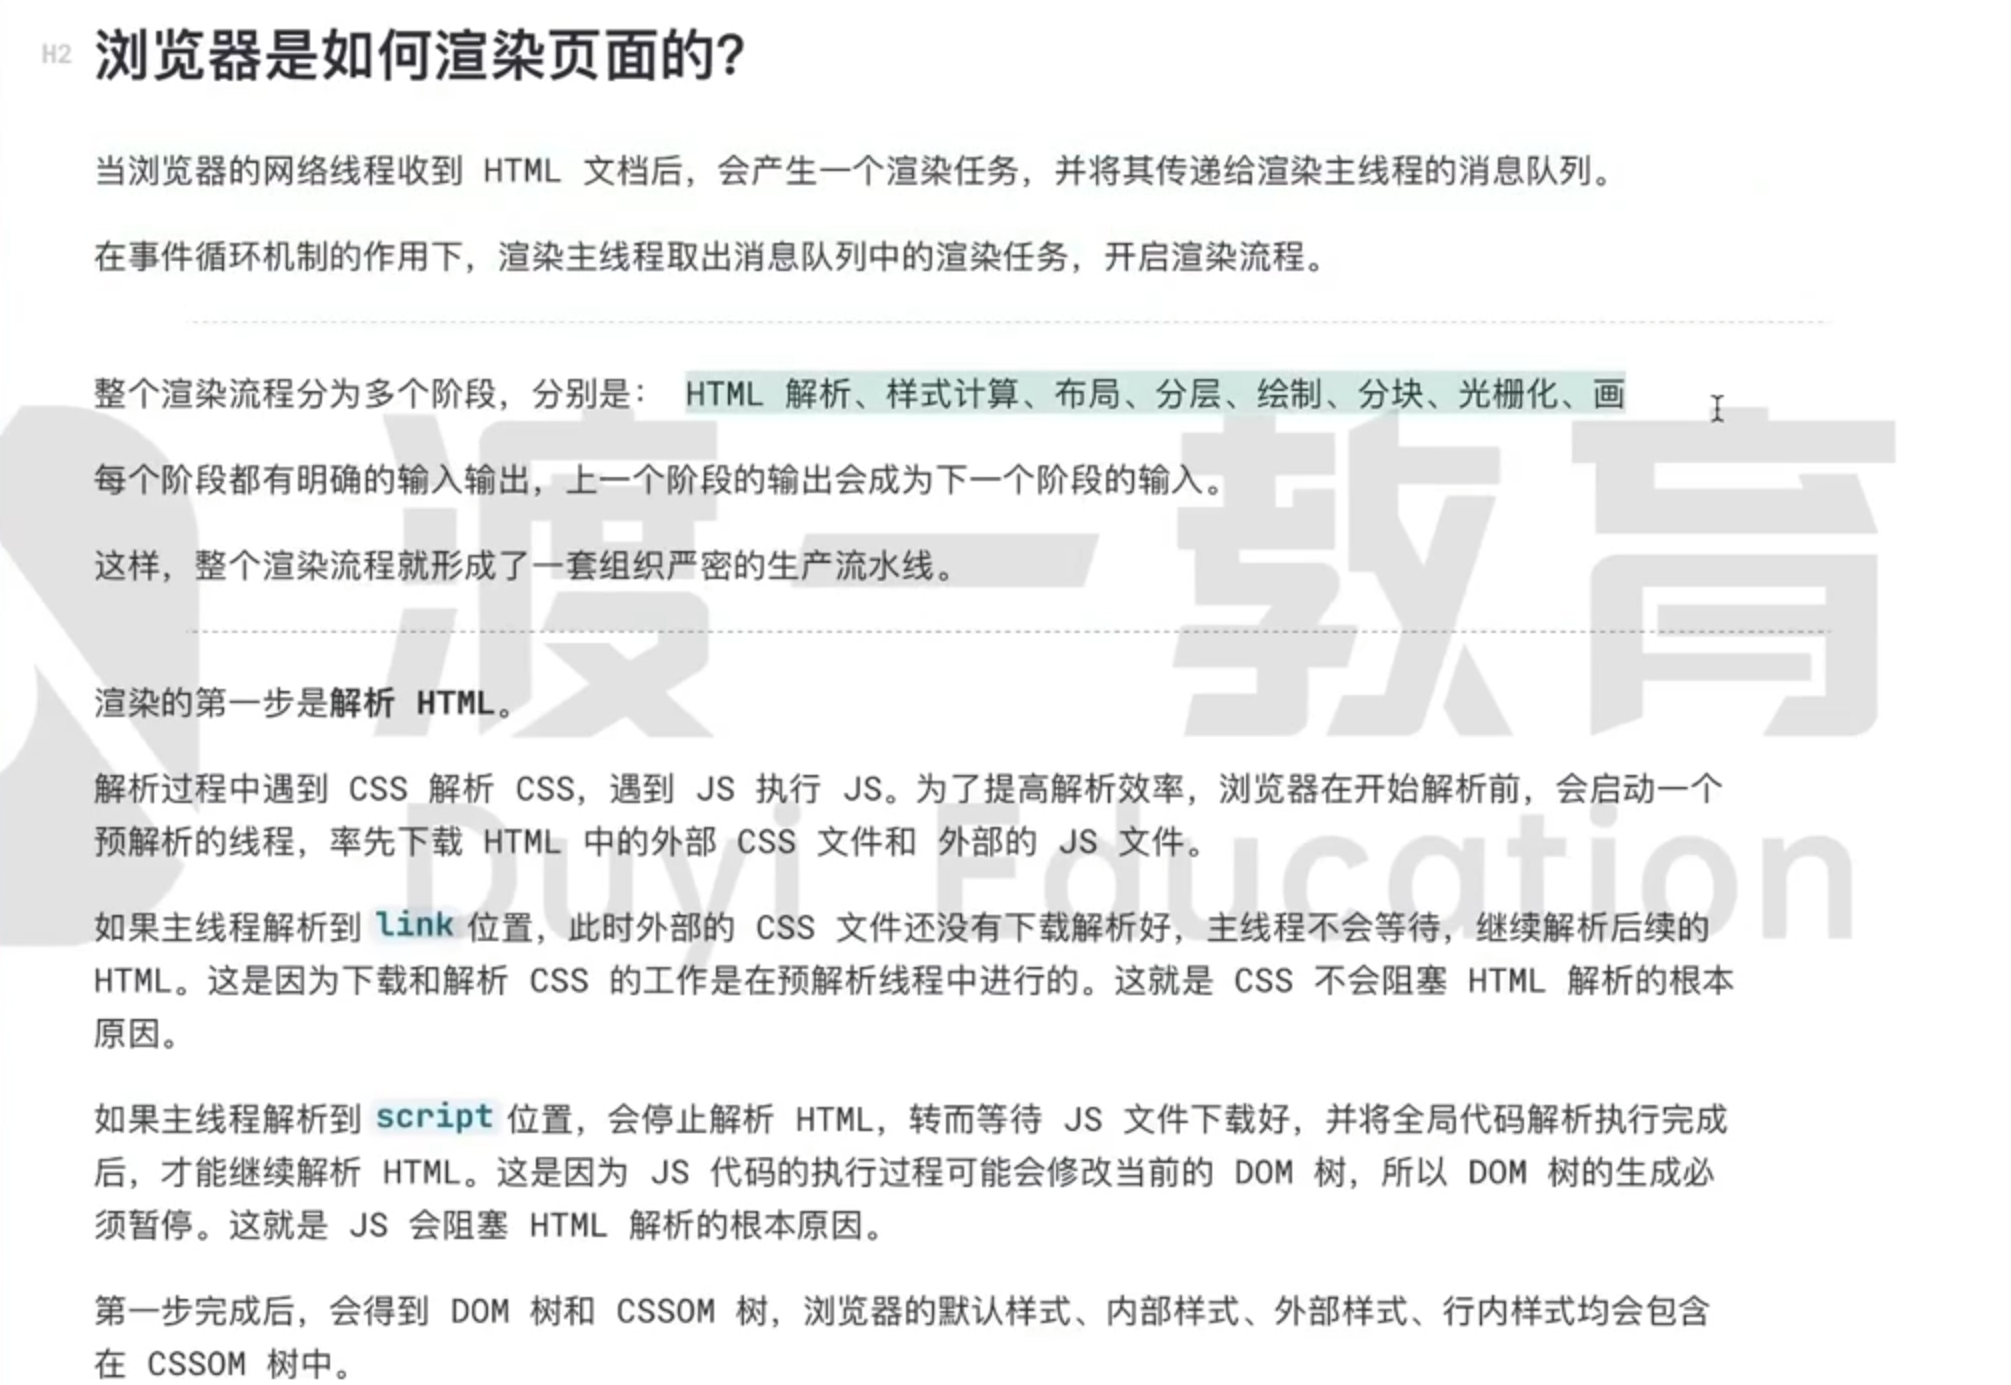 H2 浏览器是如何渲染页面的?
当浏览器的网络线程收到 HTML 文档后，会产生一个渲染任务，并将其传递给渲染主线程的消息队列。
在事件循环机制的作用下，渲染主线程取出消息队列中的渲染任务，开启渲染流程。
整个渲染流程分为多个阶段，分别是： HTML 解析、样式计算、布局、分层、绘制、分块、光栅化、画
每个阶段都有明确的输入输出，上一个阶段的输出会成为下一个阶段的输入。
这样，整个渲染流程就形成了一套组织严密的生产流水线。
渡一教育
渲染的第一步是解析 HTML。
解析过程中遇到 CSS 解析 CSS，遇到 JS 执行 JS。为了提高解析效率，浏览器在开始解析前，会启动一个
预解析的线程，率先下载 HTML 中的外部 CSS 文件和 外部的 JS 文件。
Duyi Education
如果主线程解析到 link 位置，此时外部的 CSS 文件还没有下载解析好，主线程不会等待，继续解析后续的
HTML。这是因为下载和解析 CSS 的工作是在预解析线程中进行的。这就是 CSS 不会阻塞 HTML 解析的根本
原因。
如果主线程解析到 script 位置，会停止解析 HTML，转而等待 JS 文件下载好，并将全局代码解析执行完成
后，才能继续解析 HTML。这是因为 JS 代码的执行过程可能会修改当前的 DOM 树，所以 DOM 树的生成必
须暂停。这就是 JS 会阻塞 HTML 解析的根本原因。
第一步完成后，会得到 DOM 树和 CSSOM 树，浏览器的默认样式、内部样式、外部样式、行内样式均会包含
在 CSSOM 树中。